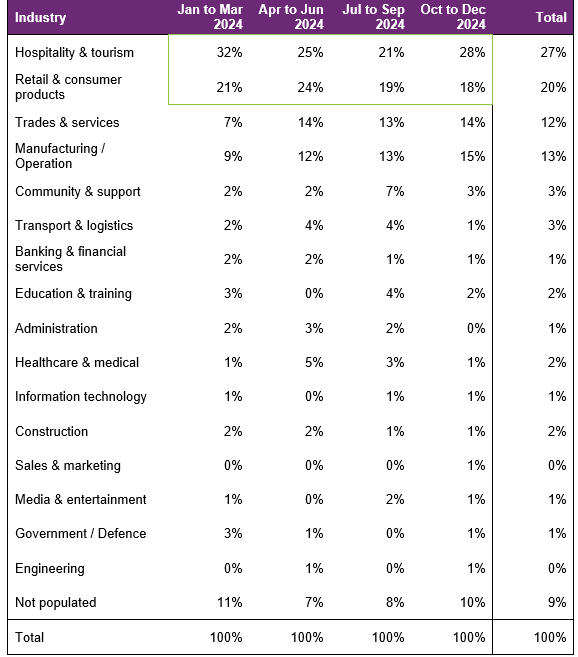 Industry Jan to Mar 2024 Apr to Jun 2024 Jul to Sep 2024 Oct to Dec 2024 Total
Hospitality & tourism 32% 25% 21% 28% 27%
Retail & consumer products 21% 24% 19% 18% 20%
Trades & services 7% 14% 13% 14% 12%
Manufacturing / Operation 9% 12% 13% 15% 13%
Community & support 2% 2% 7% 3% 3%
Transport & logistics 2% 4% 4% 1% 3%
Banking & financial services 2% 2% 1% 1% 1%
Education & training 3% 0% 4% 2% 2%
Administration 2% 3% 2% 0% 1%
Healthcare & medical 1% 5% 3% 1% 2%
Information technology 1% 0% 1% 1% 1%
Construction 2% 2% 1% 1% 2%
Sales & marketing 0% 0% 0% 1% 0%
Media & entertainment 1% 0% 2% 1% 1%
Government / Defence 3% 1% 0% 1% 1%
Engineering 0% 1% 0% 1% 0%
Not populated 11% 7% 8% 10% 9%
Total 100% 100% 100% 100% 100%